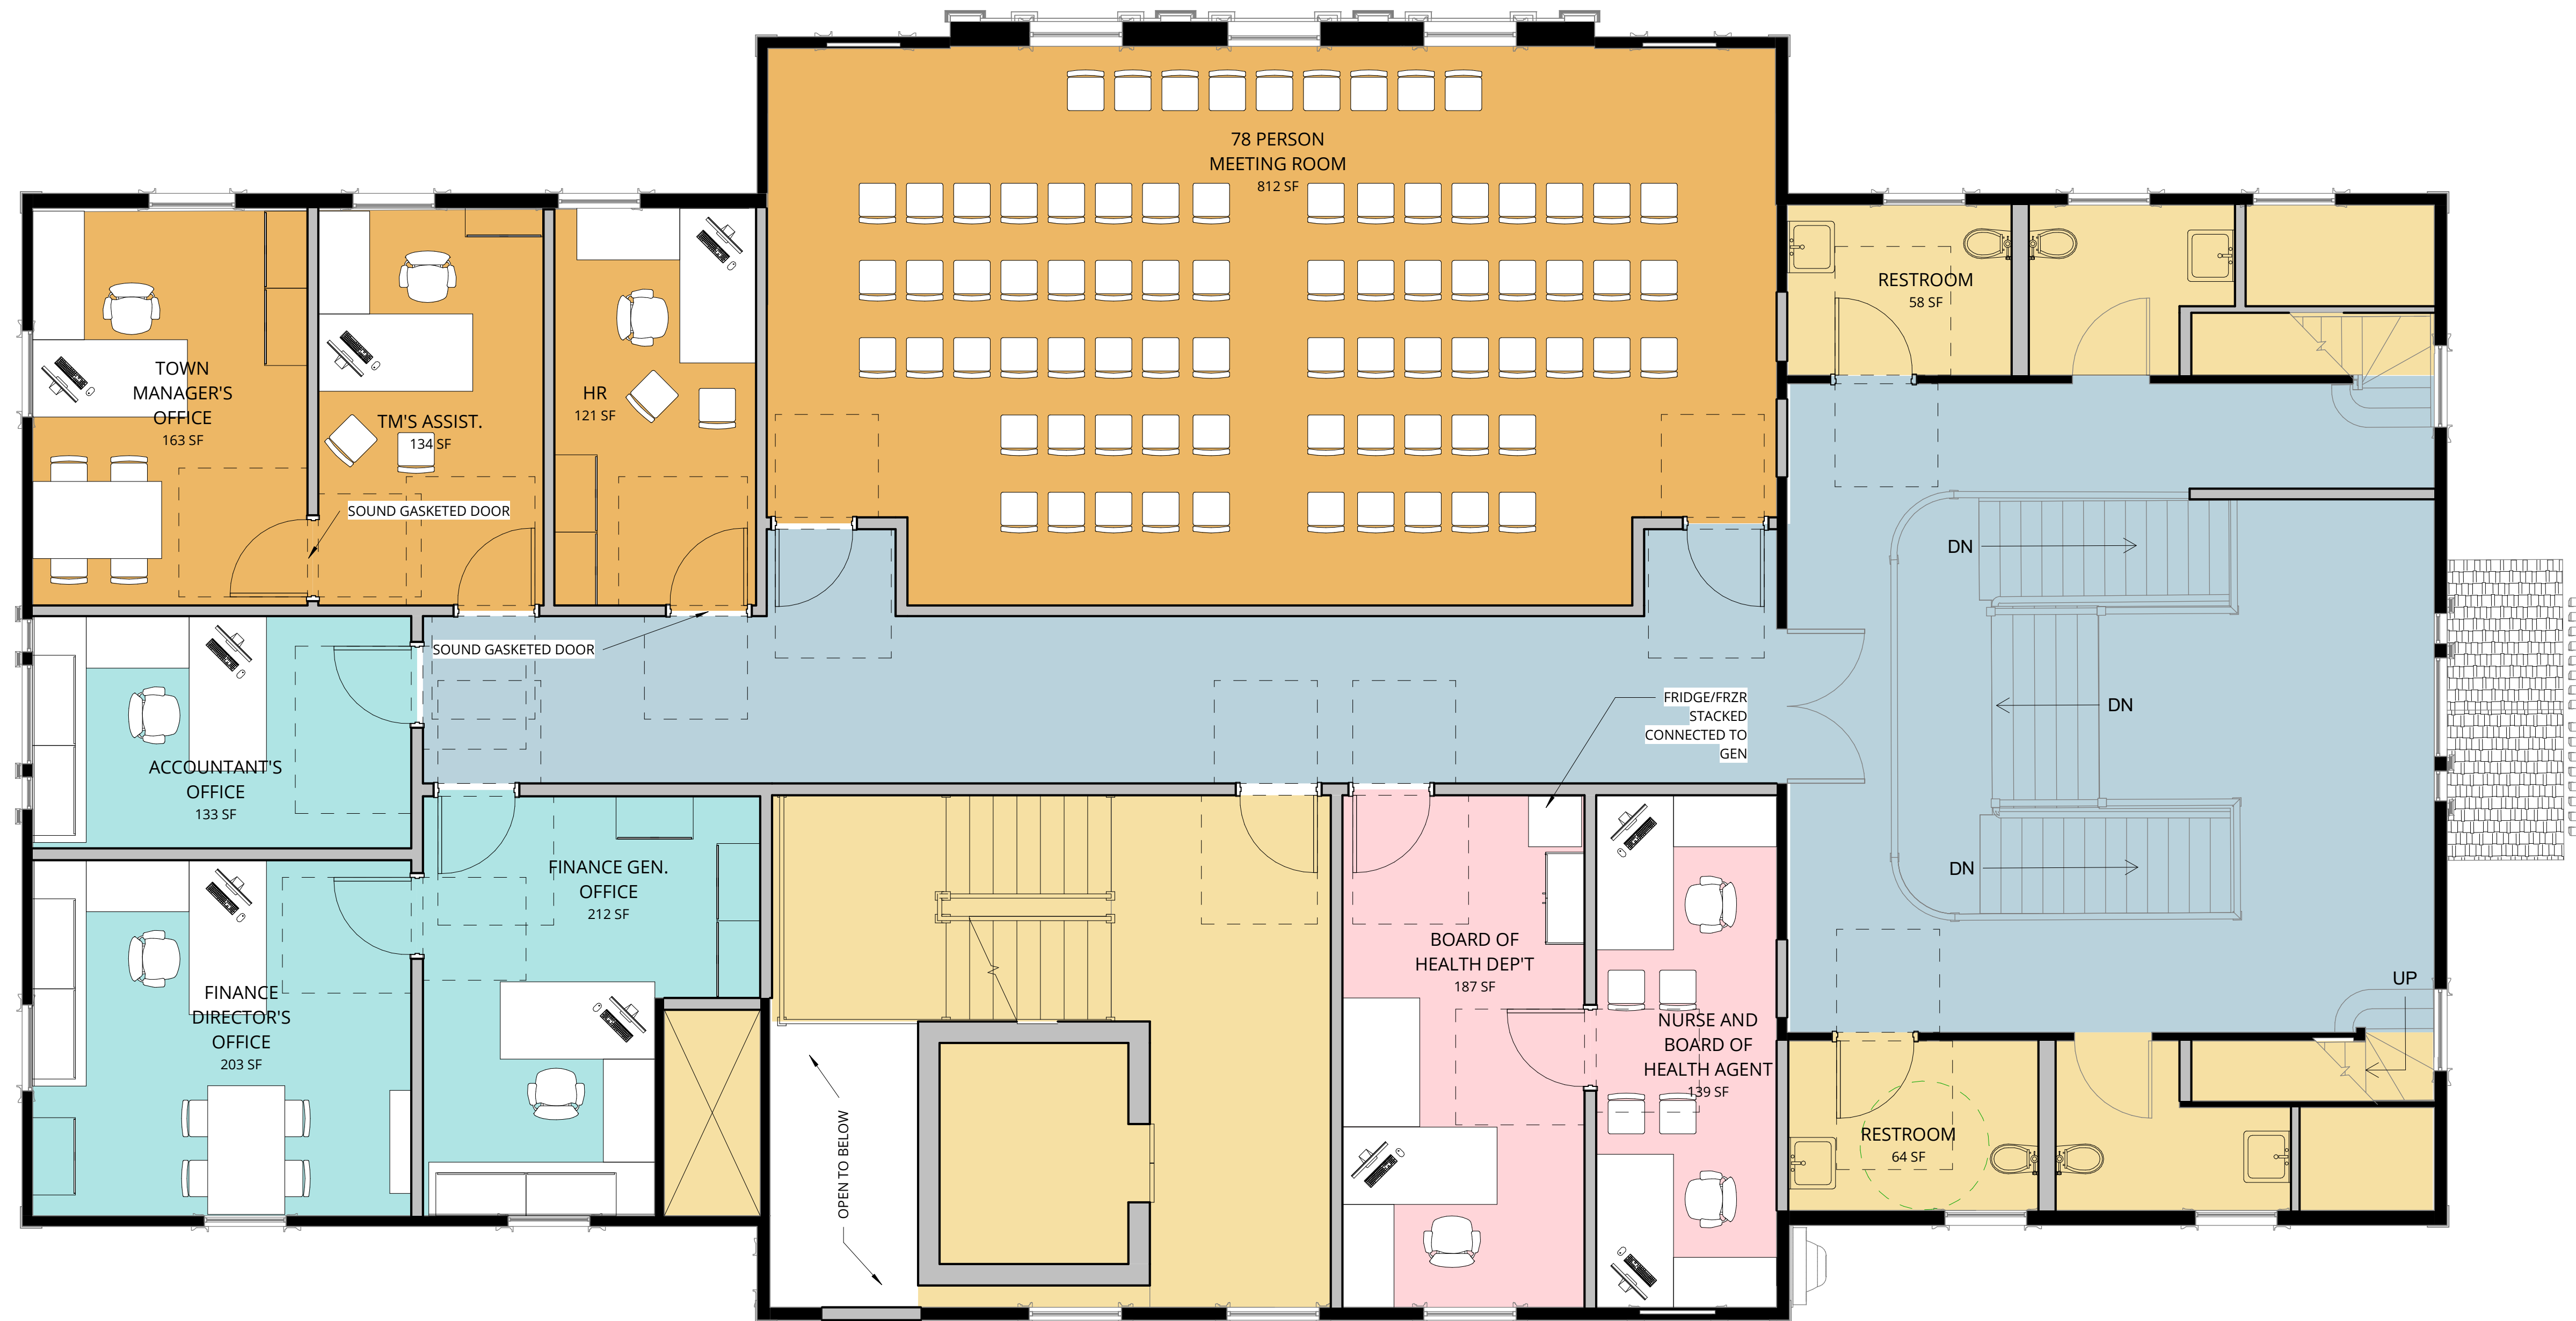 78 PERSON
MEETING ROOM
812 SF
RESTROOM
58 SF
TOWN
MANAGER'S
OFFICE
163 SF
TM'S ASSIST.
134 SF
HR
121 SF
SOUND GASKETED DOOR
DN
SOUND GASKETED DOOR
FRIDGE/FRZR
STACKED
CONNECTED TO
GEN
DN
ACCOUNTANT'S
OFFICE
133 SF
FINANCE GEN.
OFFICE
212 SF
DN
BOARD OF
HEALTH DEP'T
187 SF
UP
FINANCE
DIRECTOR'S
OFFICE
203 SF
NURSE AND
BOARD OF
HEALTH AGENT
139 SF
OPEN TO BELOW
RESTROOM
64 SF